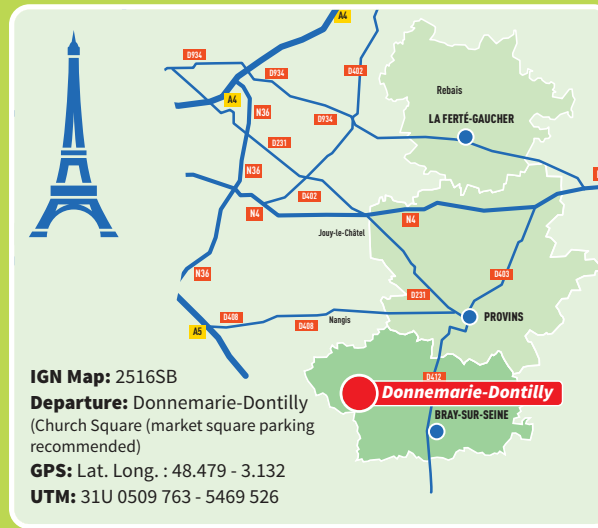 A4
D934
D934
D402
A4
Rebais
N36
D934
LA FERTÉ-GAUCHER
D231
N36
D402
N4
N4
Jouy-le-Châtel
N36
D403
D231
D408
D408
Nangis
PROVINS
A5
D412
Donnemarie-Dontilly
BRAY-SUR-SEINE
IGN Map: 2516SB
Departure: Donnemarie-Dontilly
(Church Square (market square parking
recommended)
GPS: Lat. Long. : 48.479 - 3.132
UTM: 31U 0509 763 - 5469 526